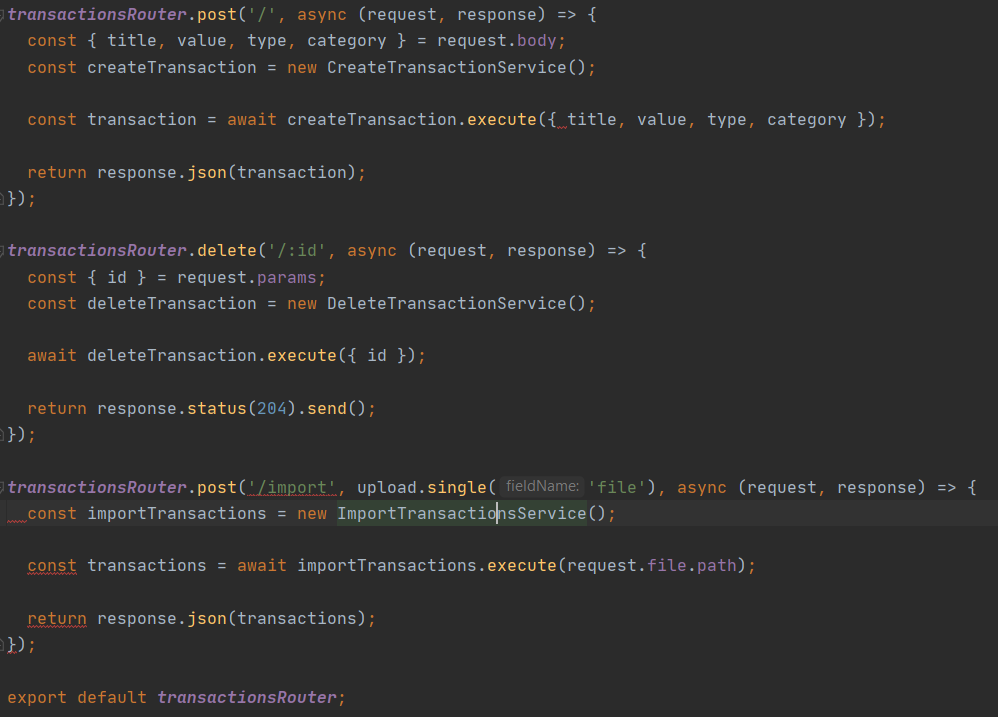 transactionsRouter.post('/', async (request, response) => {
const { title, value, type, category } = request.body;
const createTransaction = new CreateTransactionService();
const transaction = await createTransaction.execute({ title, value, type, category });
return response.json(transaction);
});
transactionsRouter.delete('/:id', async (request, response) => {
const { id } = request.params;
const deleteTransaction = new DeleteTransactionService();
await deleteTransaction.execute({ id });
return response.status(204).send();
});
transactionsRouter.post('/import', upload.single( fieldName: 'file'), async (request, response) => {
const importTransactions = new ImportTransactionsService();
const transactions = await importTransactions.execute(request.file.path);
return response.json(transactions);
});
export default transactionsRouter;